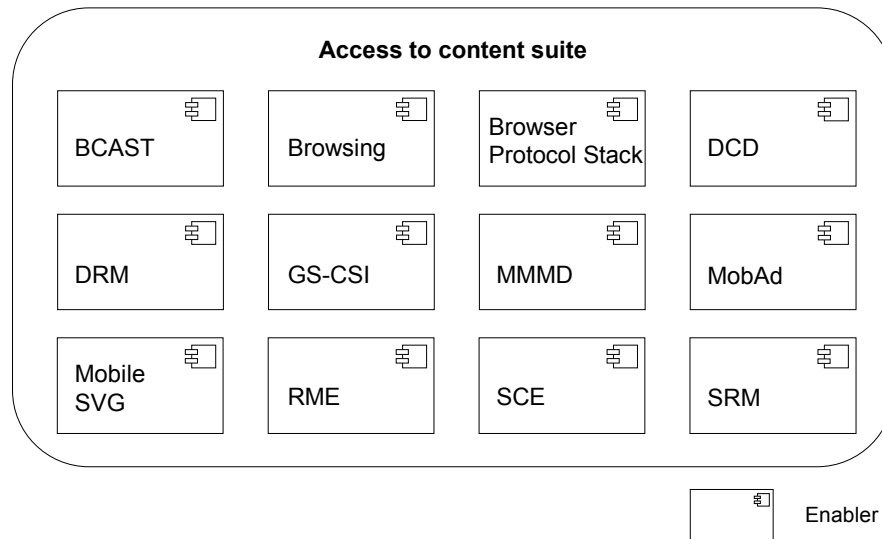 Access to content suite
BCAST
Browsing
Browser
Protocol Stack
DCD
DRM
GS-CSI
MMMD
MobAd
Mobile
SVG
RME
SCE
SRM
Enabler